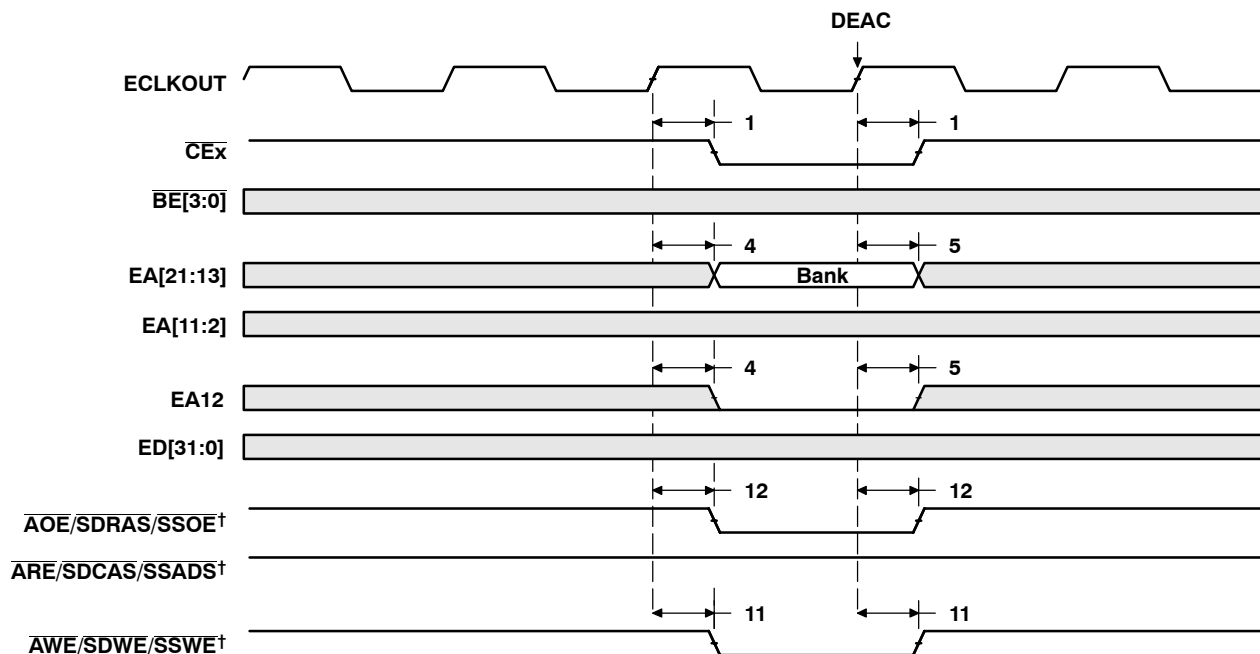 DEAC
ECLKOUT
1 1
CEx
BE[3:0]
4 5
EA[21:13] Bank
EA[11:2]
4 5
EA12
ED[31:0]
12 12
AOE/SDRAS/SSOE†
ARE/SDCAS/SSADS†
11 11
AWE/SDWE/SSWE†